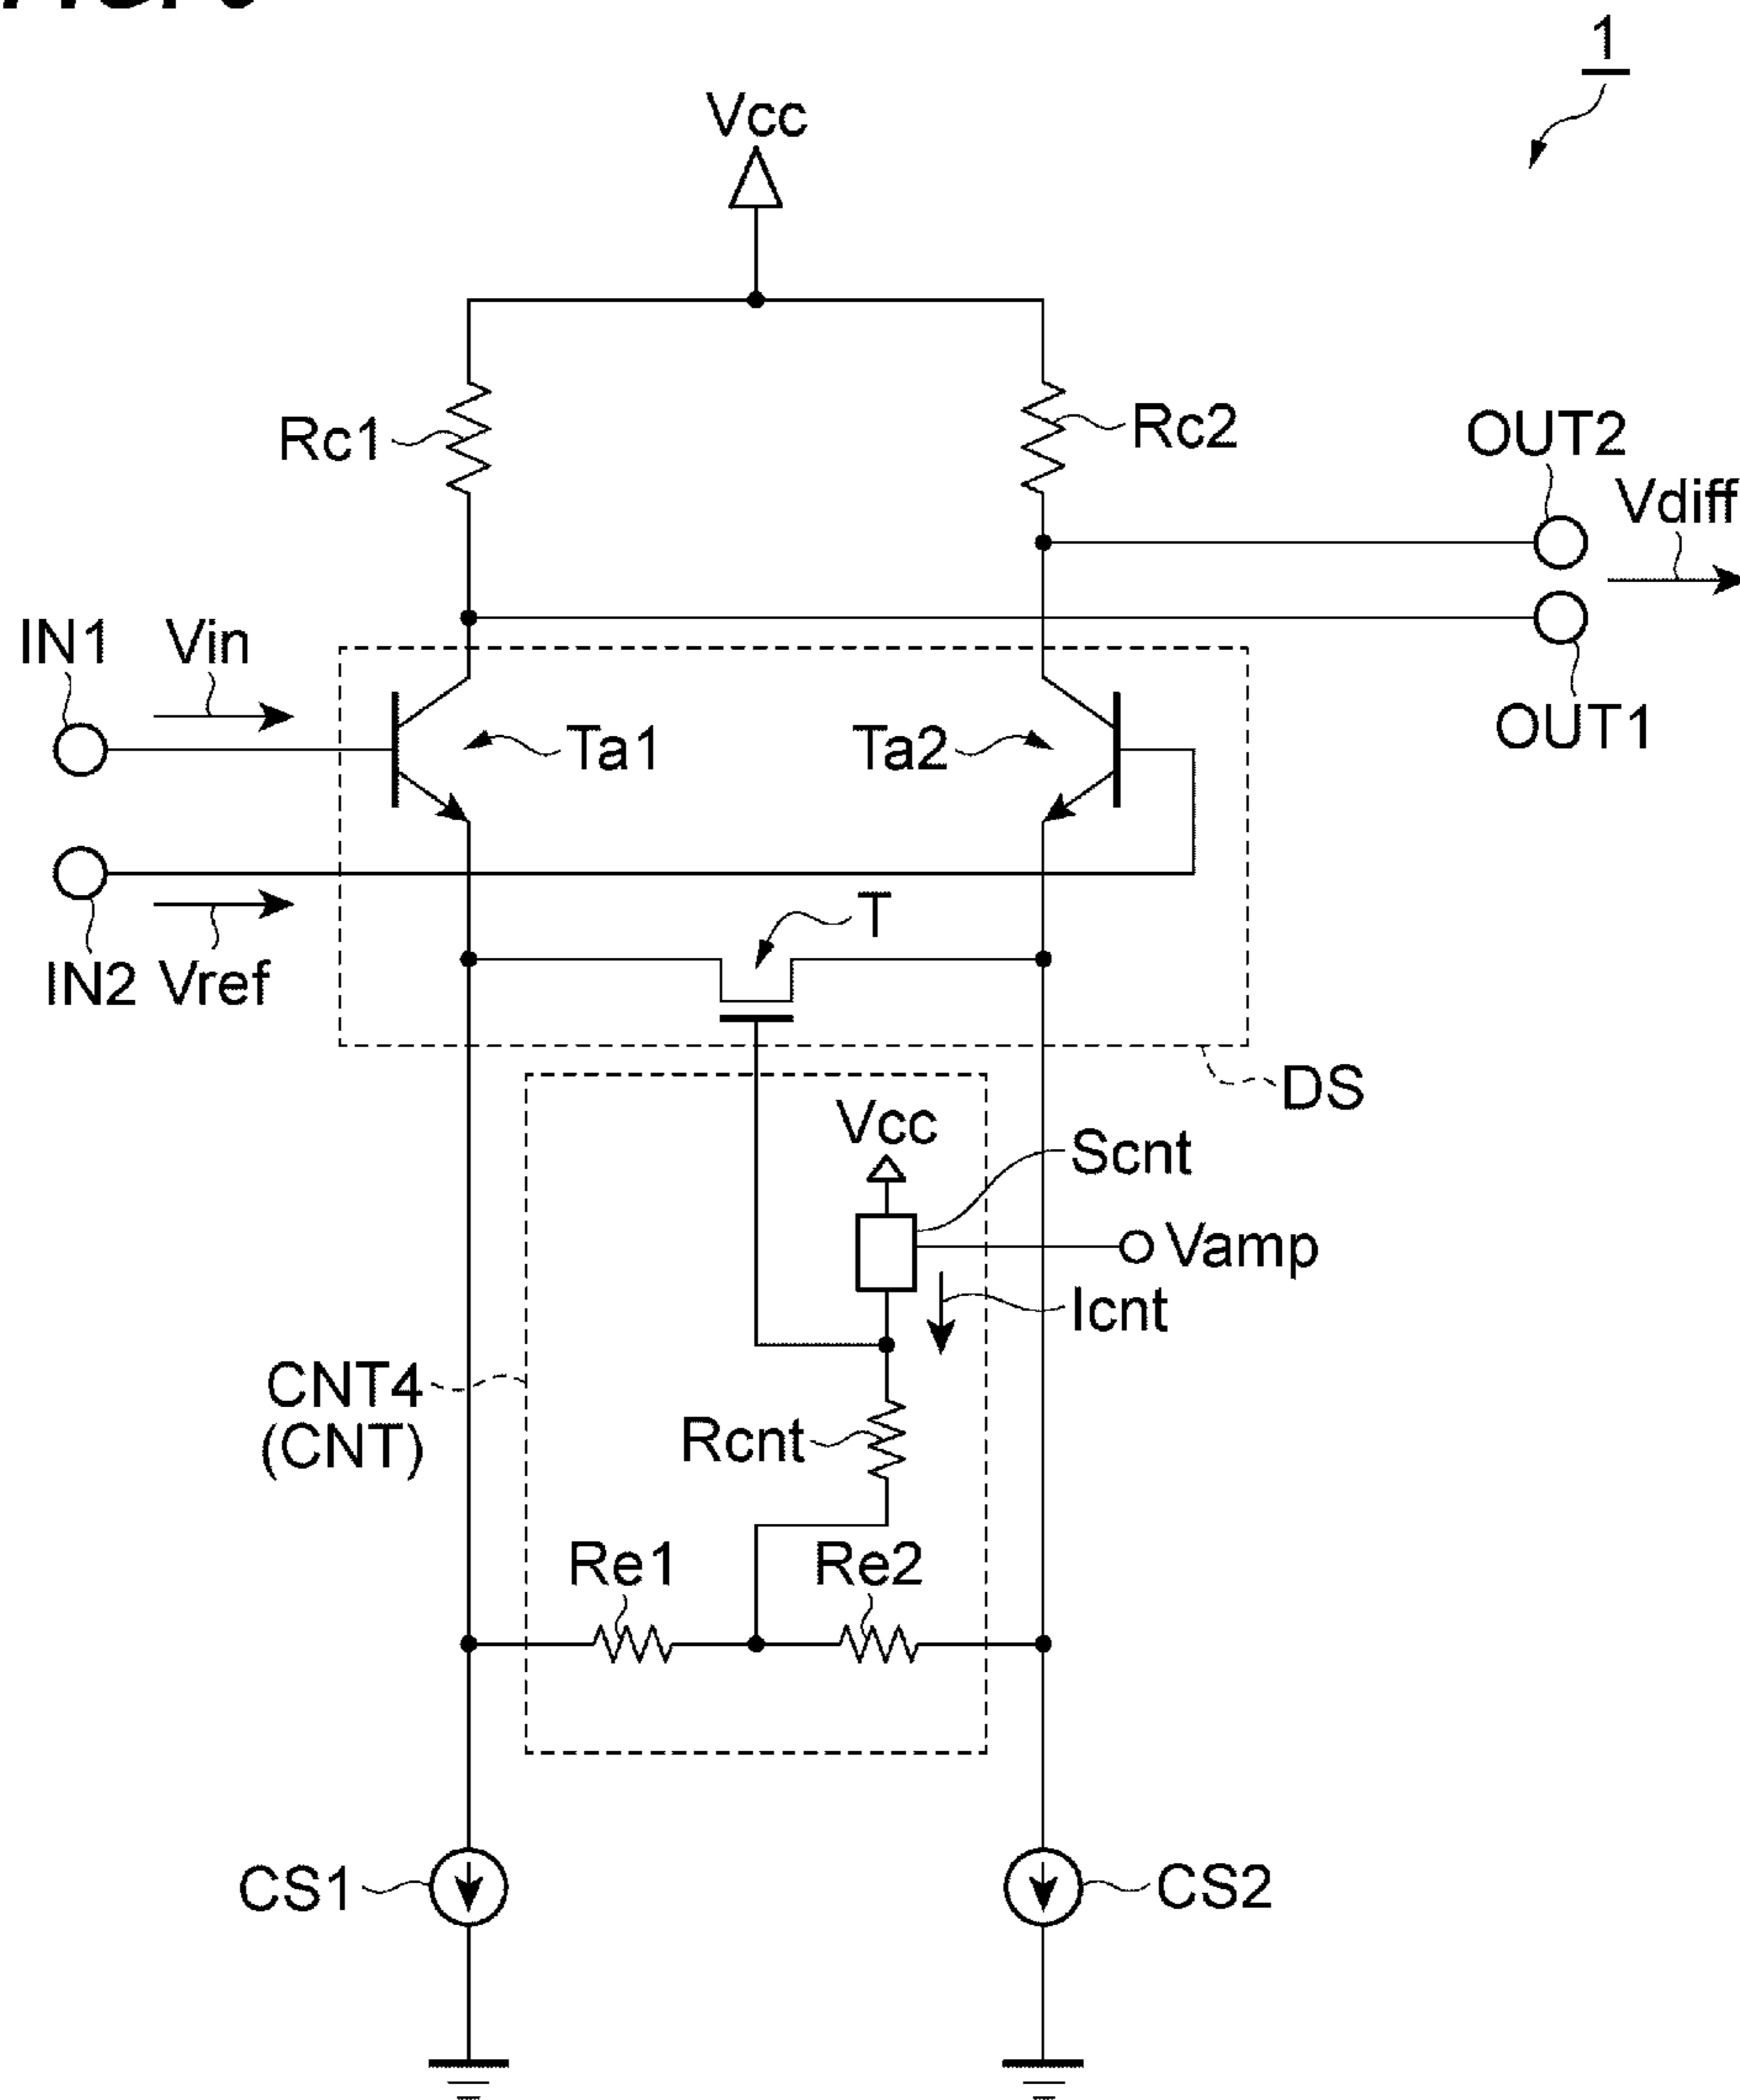 1
Vcc
Rc1
Rc2
OUT2
Vdiff
IN1
Vin
Ta1
Ta2
OUT1
T
IN2
Vref
DS
Vcc
Scnt
Vamp
Icnt
CNT4
(CNT)
Rcnt
Re1
Re2
CS1
CS2